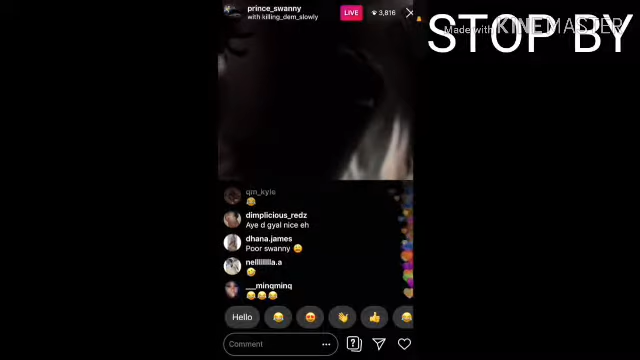 prince_swanny
with killing_dem_slowly
LIVE
3,816
STOP BY
Made with KINEMASTER
qm_kyle
😂
dimplicious_redz
Aye d gyal nice eh
dhana.james
Poor swanny 😩
🤣
__minqminq
😂😂😂
Hello 😂 😍 👋 👍 😂
Comment